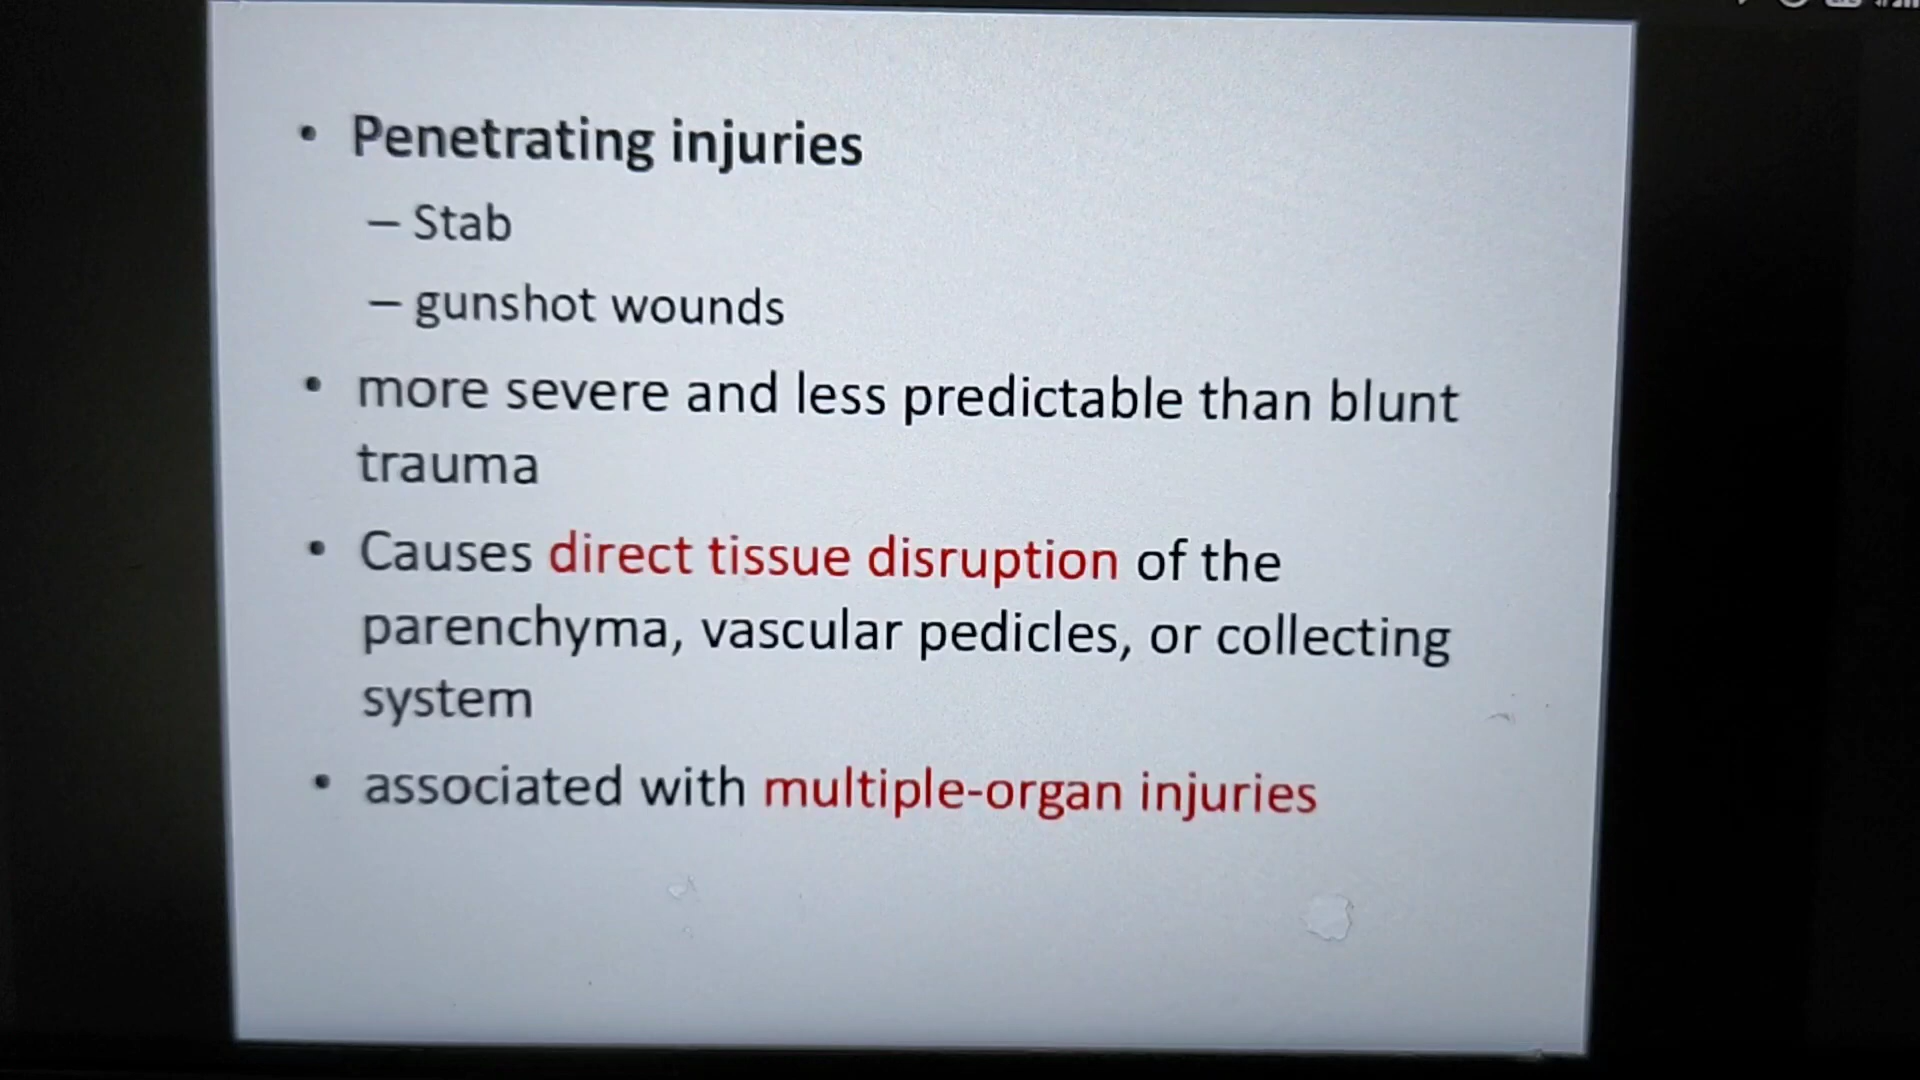 • Penetrating injuries
– Stab
– gunshot wounds
• more severe and less predictable than blunt
trauma
• Causes direct tissue disruption of the
parenchyma, vascular pedicles, or collecting
system
• associated with multiple-organ injuries